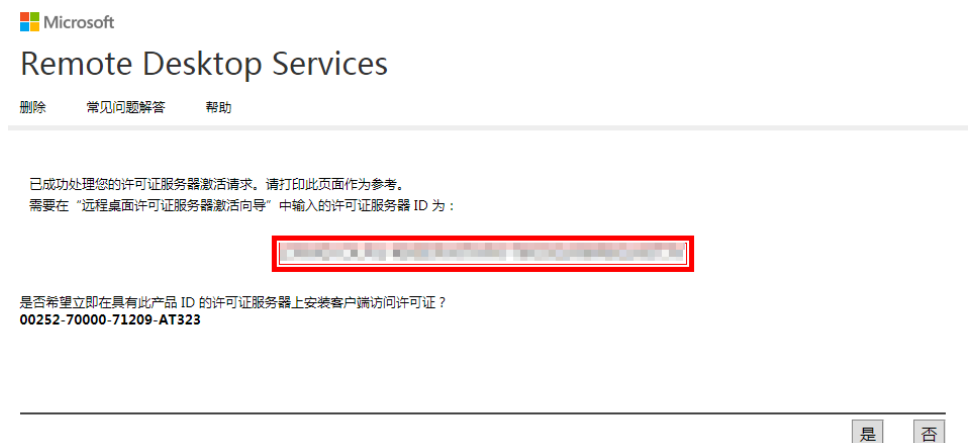 Microsoft
Remote Desktop Services
删除 常见问题解答 帮助
已成功处理您的许可证服务器激活请求。请打印此页面作为参考。
需要在“远程桌面许可证服务器激活向导”中输入的许可证服务器 ID 为：
是否希望立即在具有此产品 ID 的许可证服务器上安装客户端访问许可证？
00252-70000-71209-AT323
是 否